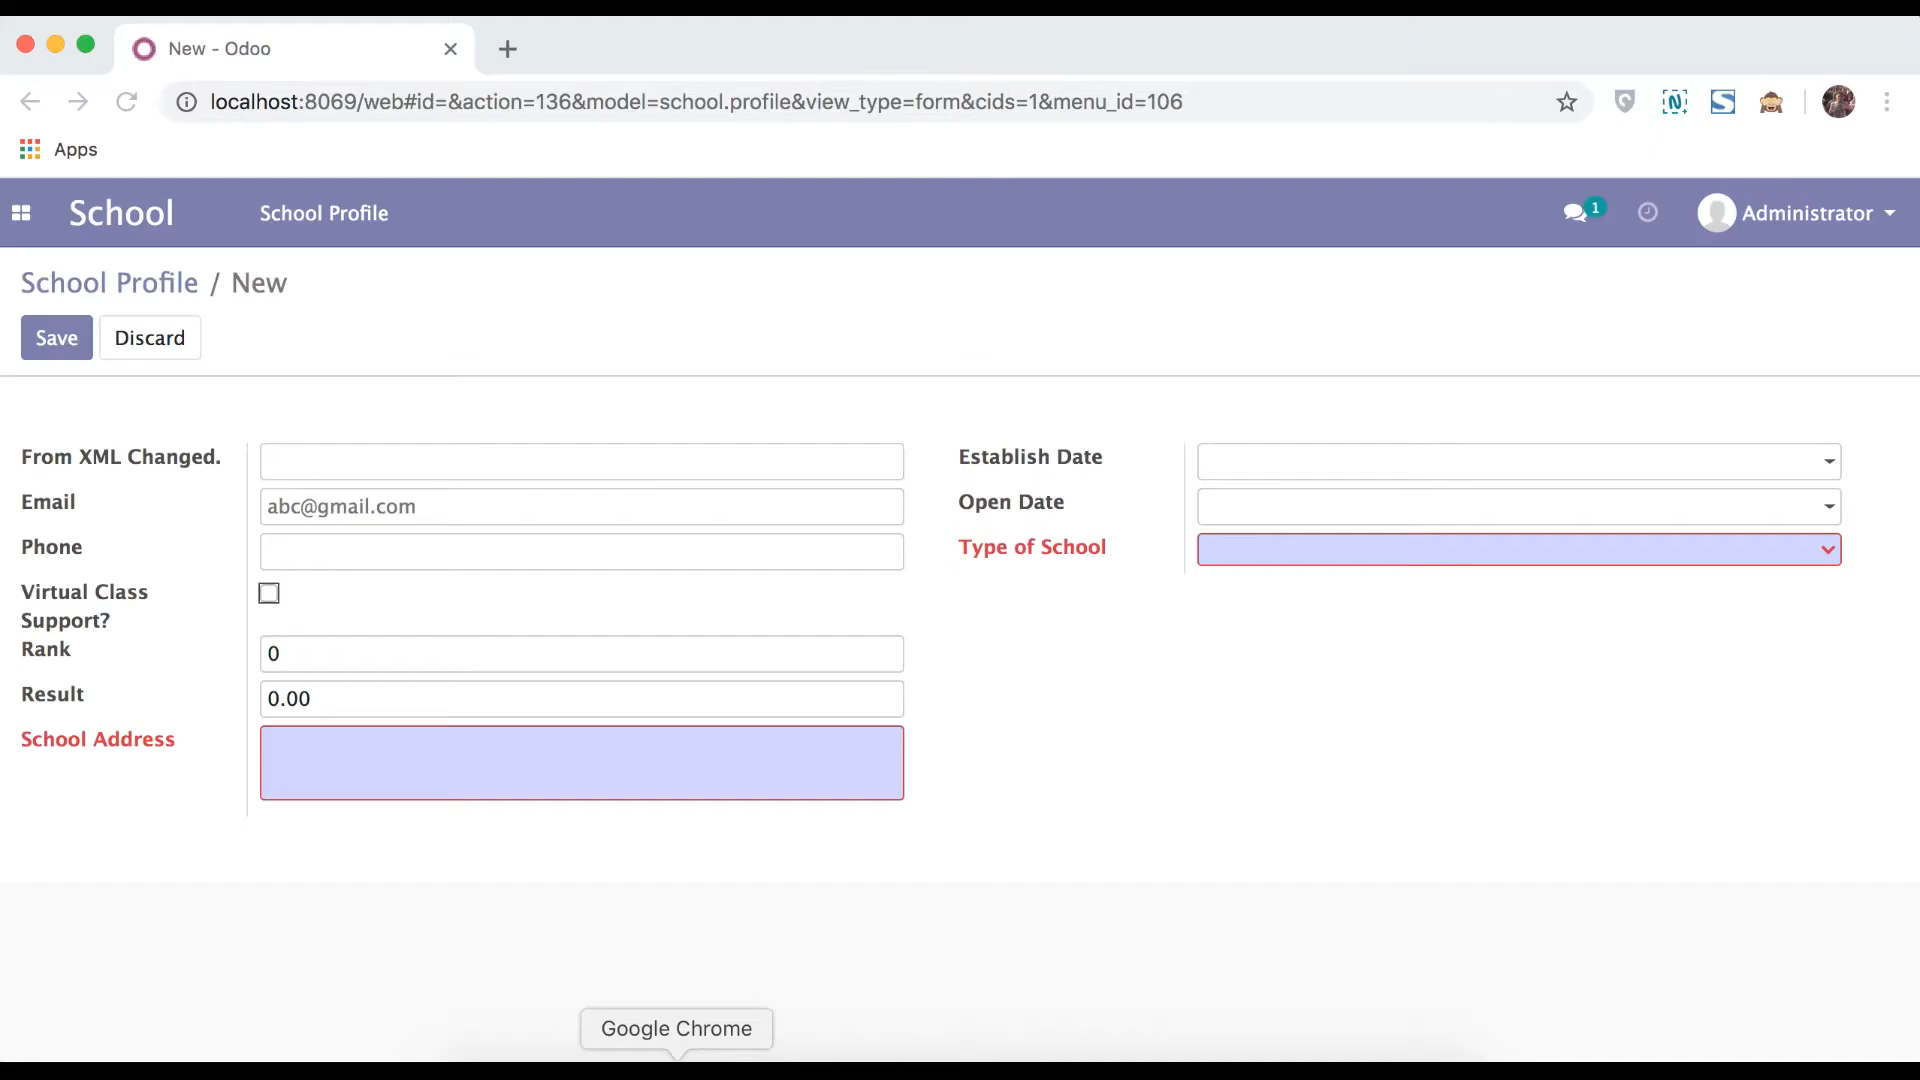 New - Odoo
localhost:8069/web#id=&action=136&model=school.profile&view_type=form&cids=1&menu_id=106
Apps
School School Profile 1 Administrator
School Profile / New
Save Discard
From XML Changed.
Email abc@gmail.com
Phone
Virtual Class
Support?
Rank 0
Result 0.00
School Address
Establish Date
Open Date
Type of School
Google Chrome